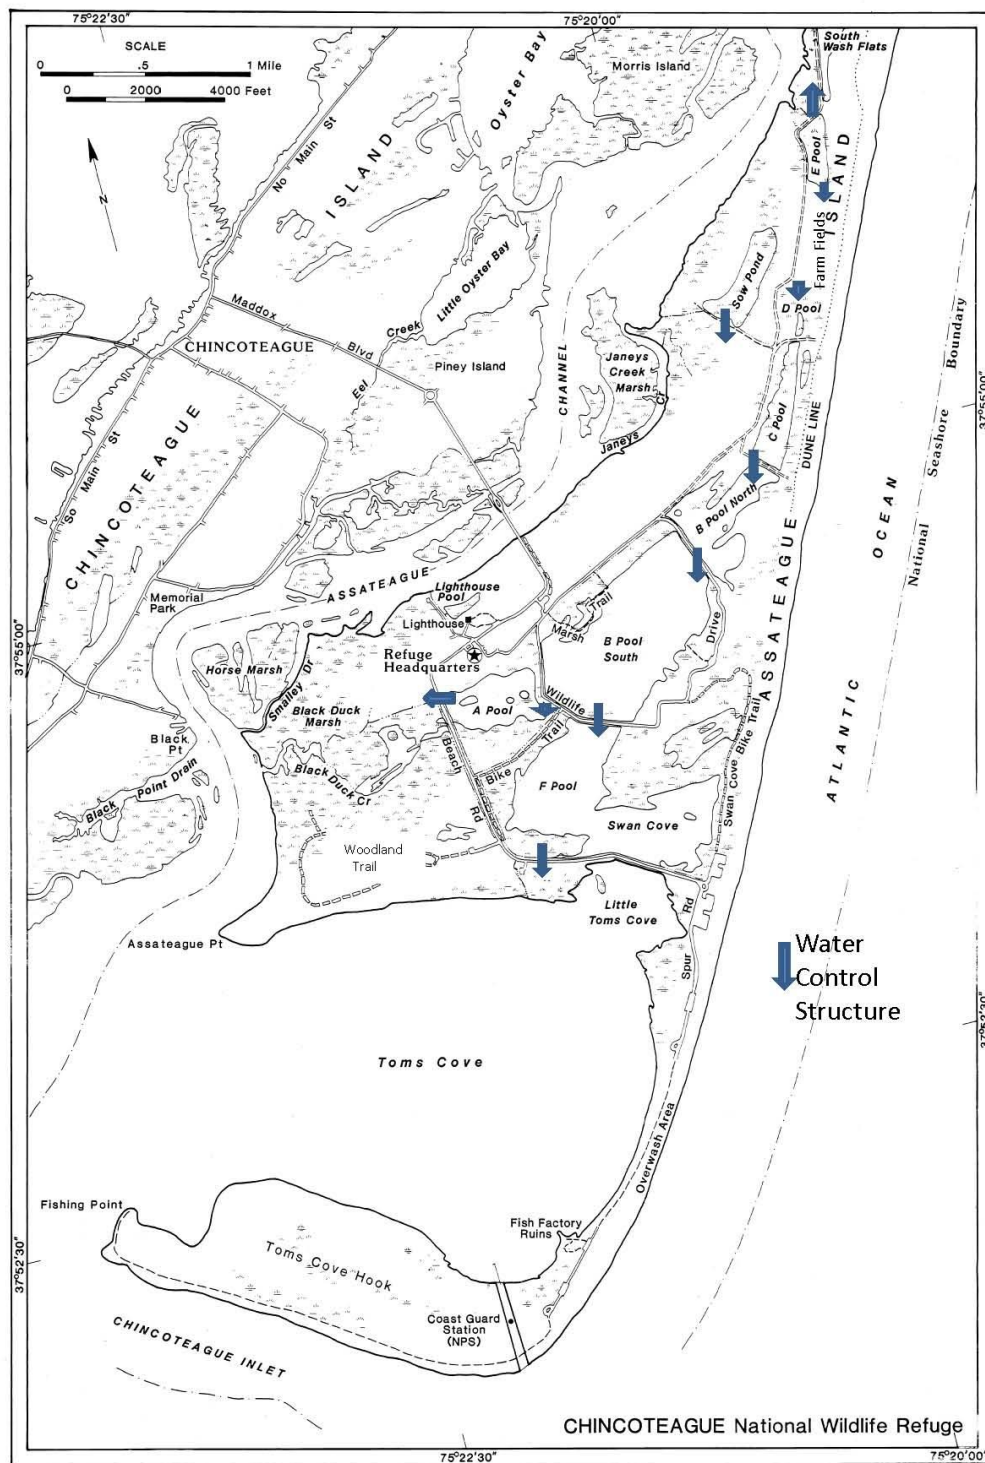 75°22'30"
75°20'00"
SCALE
0 .5 1 Mile
0 2000 4000 Feet
N
South
Wash Flats
Morris Island
Oyster Bay
No Main St
ISLAND
E Pool
ISLAND
Farm Fields
Sow Pond
D Pool
Little Oyster Bay
Maddox
Blvd
Creek
Eel
CHINCOTEAGUE
Piney Island
CHANNEL
Janeys
Creek
Marsh
Janeys
Cr
C Pool
DUNE LINE
National Seashore Boundary
37°55'00"
So Main St
CHINCOTEAGUE
B Pool North
ATLANTIC OCEAN
ASSATEAGUE
ASSATEAGUE
Memorial
Park
Lighthouse
Pool
Lighthouse
Marsh Trail
B Pool
South
Drive
37°55'00"
Refuge
Headquarters
Horse Marsh
Smalley Dr
Black Duck
Marsh
A Pool
Wildlife
Black
Pt
Beach
Rd
Bike Trail
Swan Cove Bike Trail
Black Duck Cr
Black Point Drain
F Pool
Swan Cove
Woodland
Trail
Little
Toms Cove
Assateague Pt
Spur Rd
Water
Control
Structure
37°52'30"
Toms Cove
Overwash Area
Fishing Point
Fish Factory
Ruins
Toms Cove Hook
37°52'30"
Coast Guard
Station
(NPS)
CHINCOTEAGUE INLET
CHINCOTEAGUE National Wildlife Refuge
75°22'30"
75°20'00"